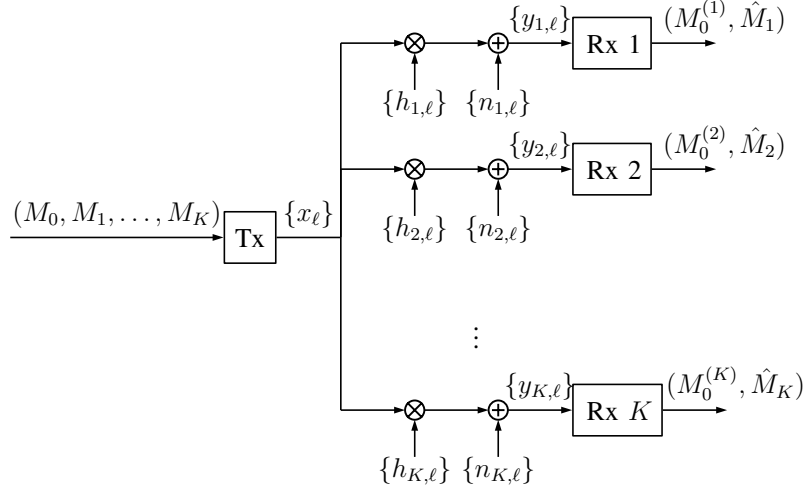 {y_{1,ℓ}} (M_0^{(1)}, \hat{M}_1)
Rx 1
{h_{1,ℓ}} {n_{1,ℓ}}
{y_{2,ℓ}} (M_0^{(2)}, \hat{M}_2)
Rx 2
(M_0, M_1, . . . , M_K) {x_ℓ}
Tx
{h_{2,ℓ}} {n_{2,ℓ}}
⋮
{y_{K,ℓ}} (M_0^{(K)}, \hat{M}_K)
Rx K
{h_{K,ℓ}} {n_{K,ℓ}}